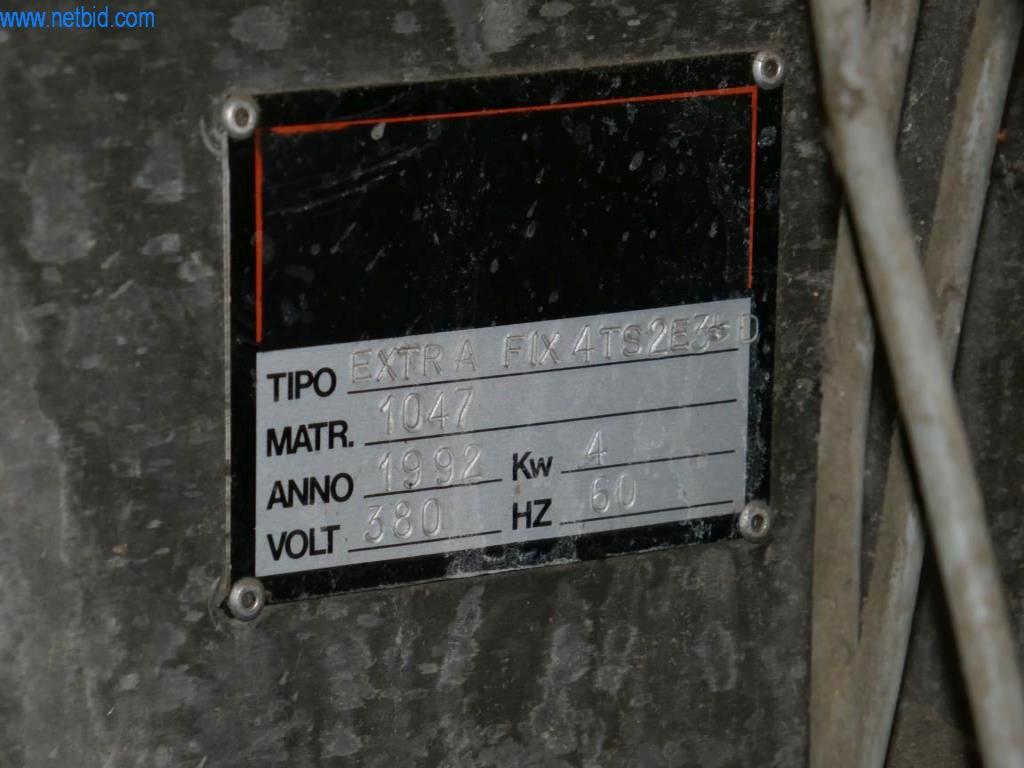 www.netbid.com
TIPO EXTRA FIX 4TS2E3 D
MATR. 1047
ANNO 1992 Kw 4
VOLT 380 HZ 60